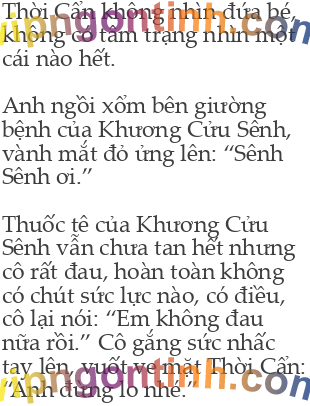 Thời Cẩn không nhìn đứa bé,
không có tâm trạng nhìn một
cái nào hết.
Anh ngồi xổm bên giường
bệnh của Khương Cửu Sênh,
vành mắt đỏ ửng lên: “Sênh
Sênh ơi.”
Thuốc tê của Khương Cửu
Sênh vẫn chưa tan hết nhưng
cô rất đau, hoàn toàn không
có chút sức lực nào, có điều,
cô lại nói: “Em không đau
nữa rồi.” Cô gắng sức nhấc
tay lên, vuốt ve mặt Thời Cẩn:
“Anh đừng lo nhé.”
vipngontinh.com
vipngontinh.com